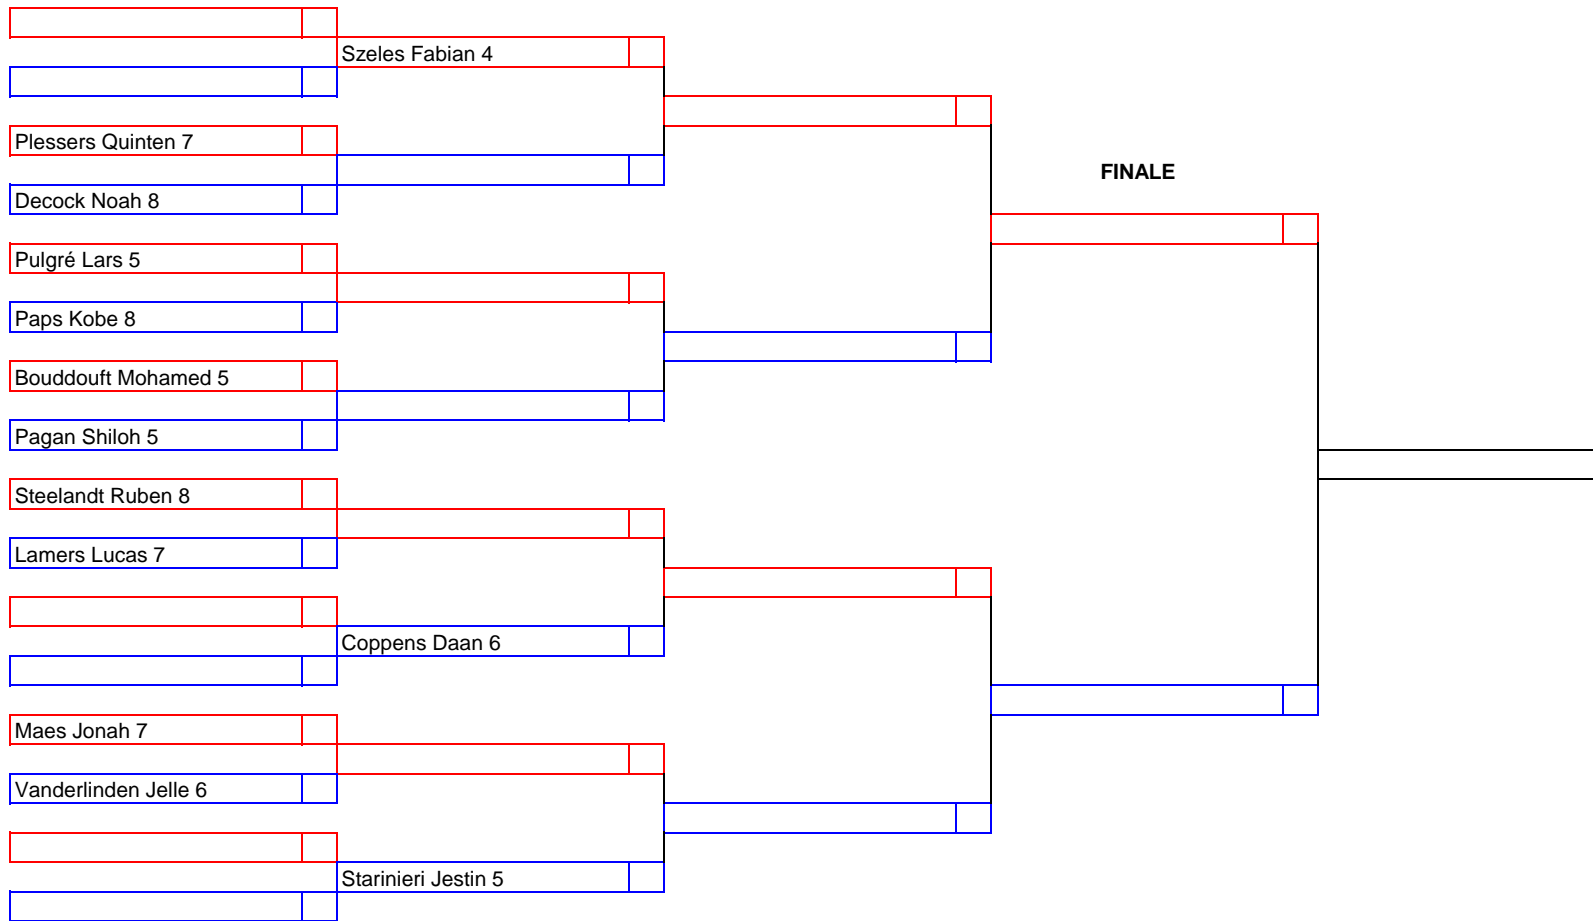 Szeles Fabian 4
Plessers Quinten 7
FINALE
Decock Noah 8
Pulgré Lars 5
Paps Kobe 8
Bouddouft Mohamed 5
Pagan Shiloh 5
Steelandt Ruben 8
Lamers Lucas 7
Coppens Daan 6
Maes Jonah 7
Vanderlinden Jelle 6
Starinieri Jestin 5